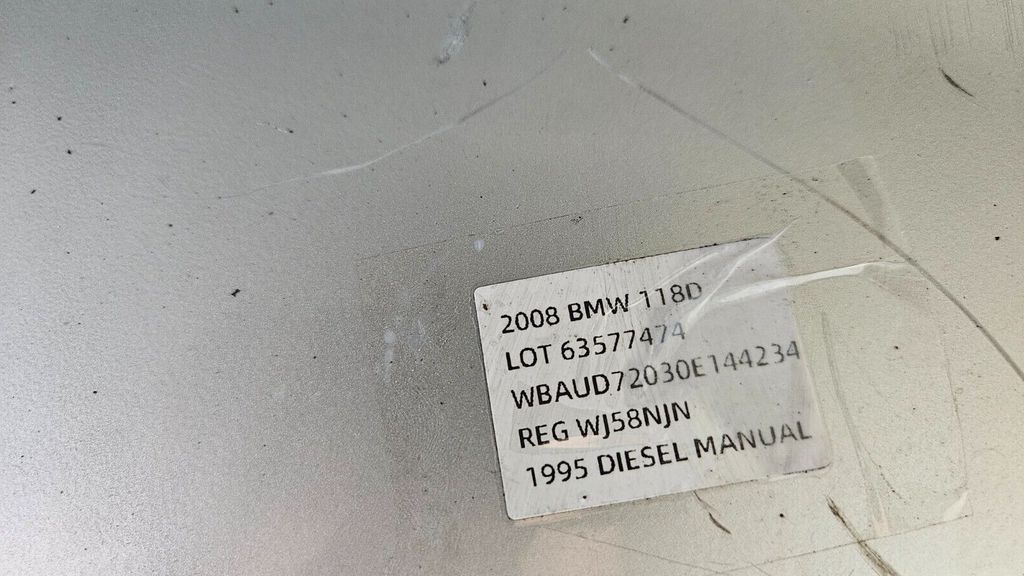 2008 BMW 118D
LOT 63577474
WBAUD72030E144234
REG WJ58NJN
1995 DIESEL MANUAL